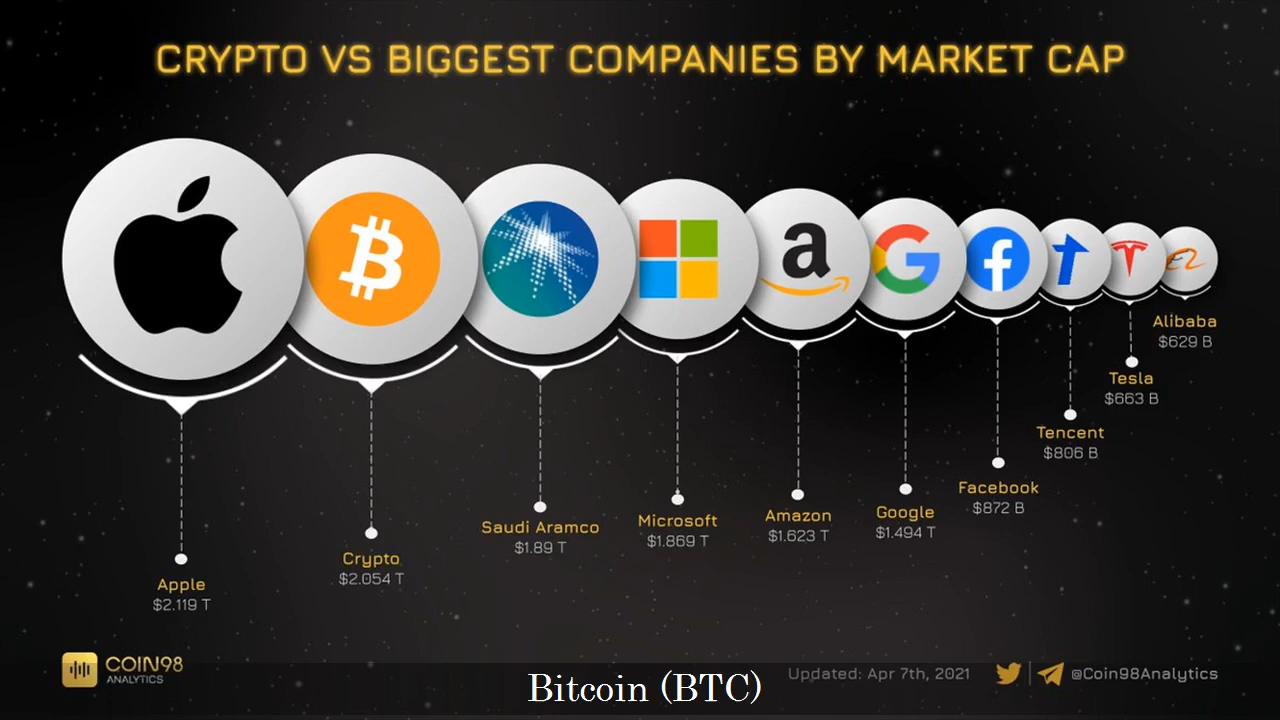 CRYPTO VS BIGGEST COMPANIES BY MARKET CAP
Apple
$2.119 T
Crypto
$2.054 T
Saudi Aramco
$1.89 T
Microsoft
$1.869 T
Amazon
$1.623 T
Google
$1.494 T
Facebook
$872 B
Tencent
$806 B
Tesla
$663 B
Alibaba
$629 B
COIN98
ANALYTICS
Updated: Apr 7th, 2021
@Coin98Analytics
Bitcoin (BTC)